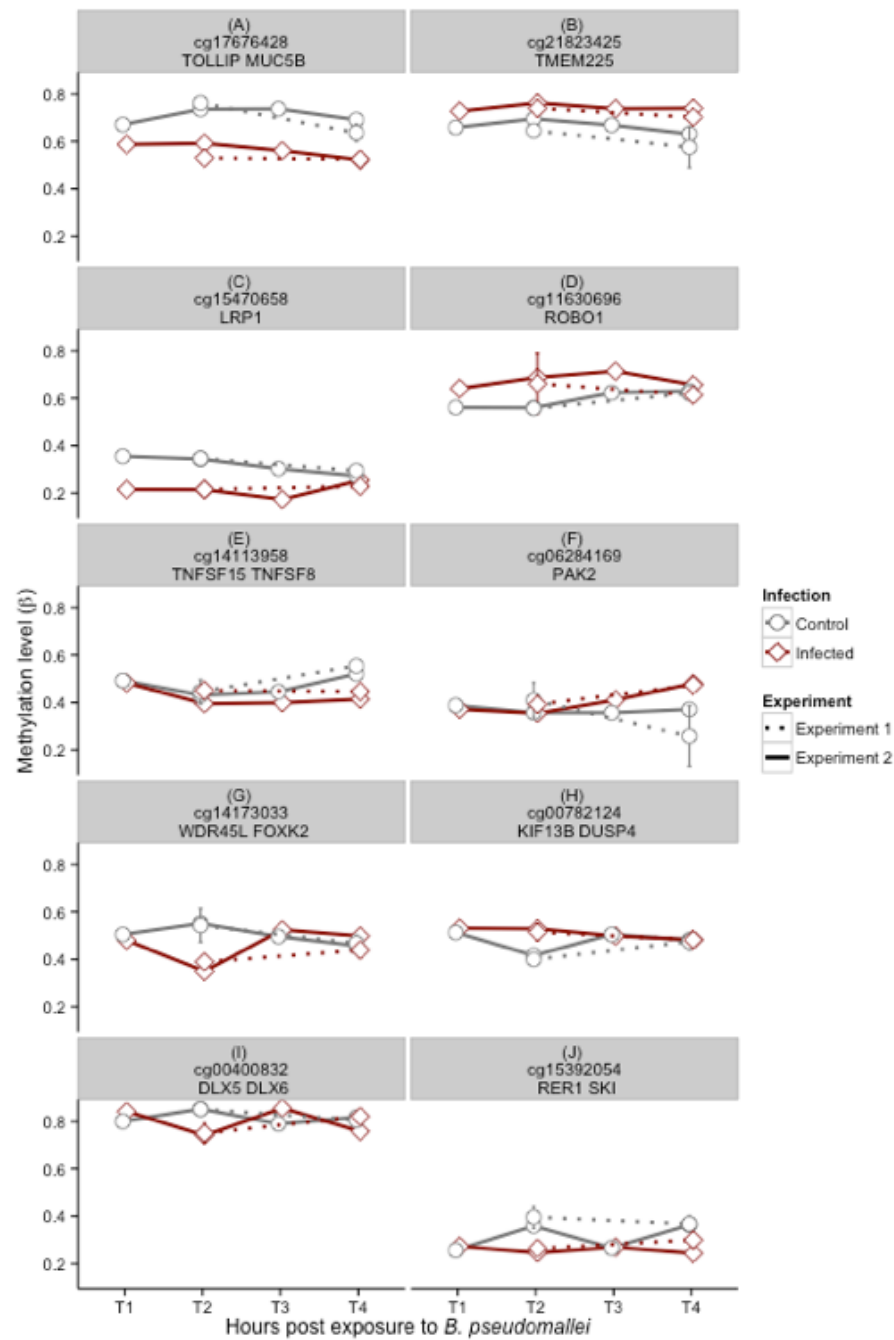 (A)
cg17676428
TOLLIP MUC5B
(B)
cg21823425
TMEM225
0.8
0.6
0.4
0.2
(C)
cg15470658
LRP1
(D)
cg11630696
ROBO1
0.8
0.6
0.4
0.2
(E)
cg14113958
TNFSF15 TNFSF8
(F)
cg06284169
PAK2
0.8
0.6
0.4
0.2
Methylation level (β)
Infection
Control
Infected
Experiment
Experiment 1
Experiment 2
(G)
cg14173033
WDR45L FOXK2
(H)
cg00782124
KIF13B DUSP4
0.8
0.6
0.4
0.2
(I)
cg00400832
DLX5 DLX6
(J)
cg15392054
RER1 SKI
0.8
0.6
0.4
0.2
T1 T2 T3 T4 T1 T2 T3 T4
Hours post exposure to B. pseudomallei